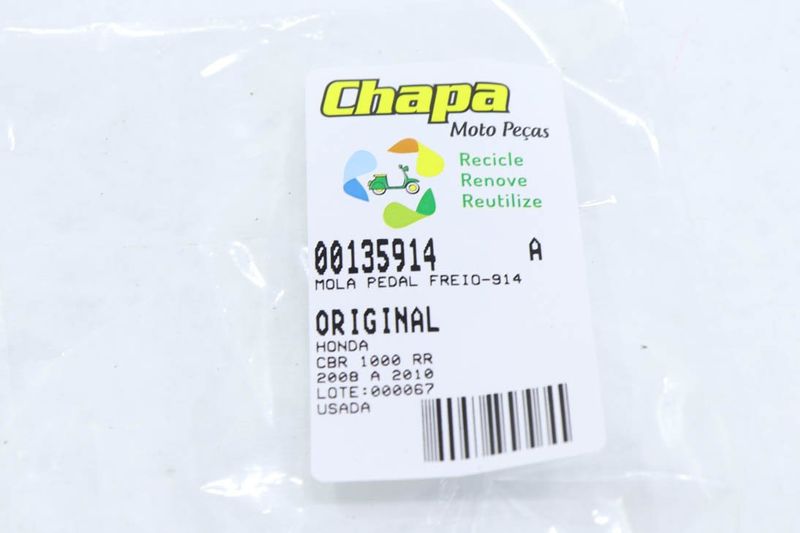 Chapa
Moto Peças
Recicle
Renove
Reutilize
00135914 A
MOLA PEDAL FREIO-914
ORIGINAL
HONDA
CBR 1000 RR
2008 A 2010
LOTE:000067
USADA